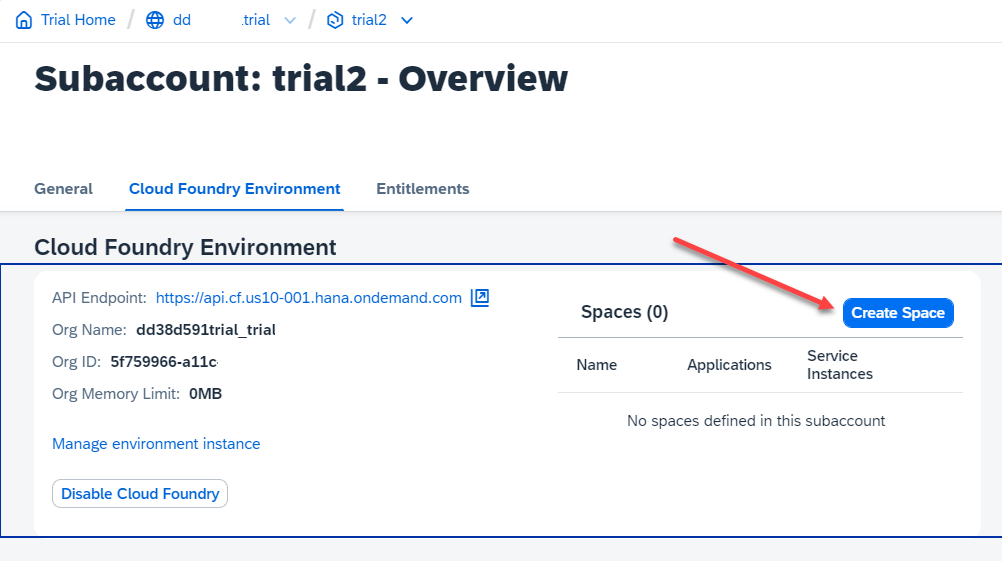 Trial Home / dd .trial / trial2
Subaccount: trial2 - Overview
General Cloud Foundry Environment Entitlements
Cloud Foundry Environment
API Endpoint: https://api.cf.us10-001.hana.ondemand.com
Org Name: dd38d591trial_trial
Org ID: 5f759966-a11c
Org Memory Limit: 0MB
Manage environment instance
Disable Cloud Foundry
Spaces (0) Create Space
Name Applications Service
Instances
No spaces defined in this subaccount